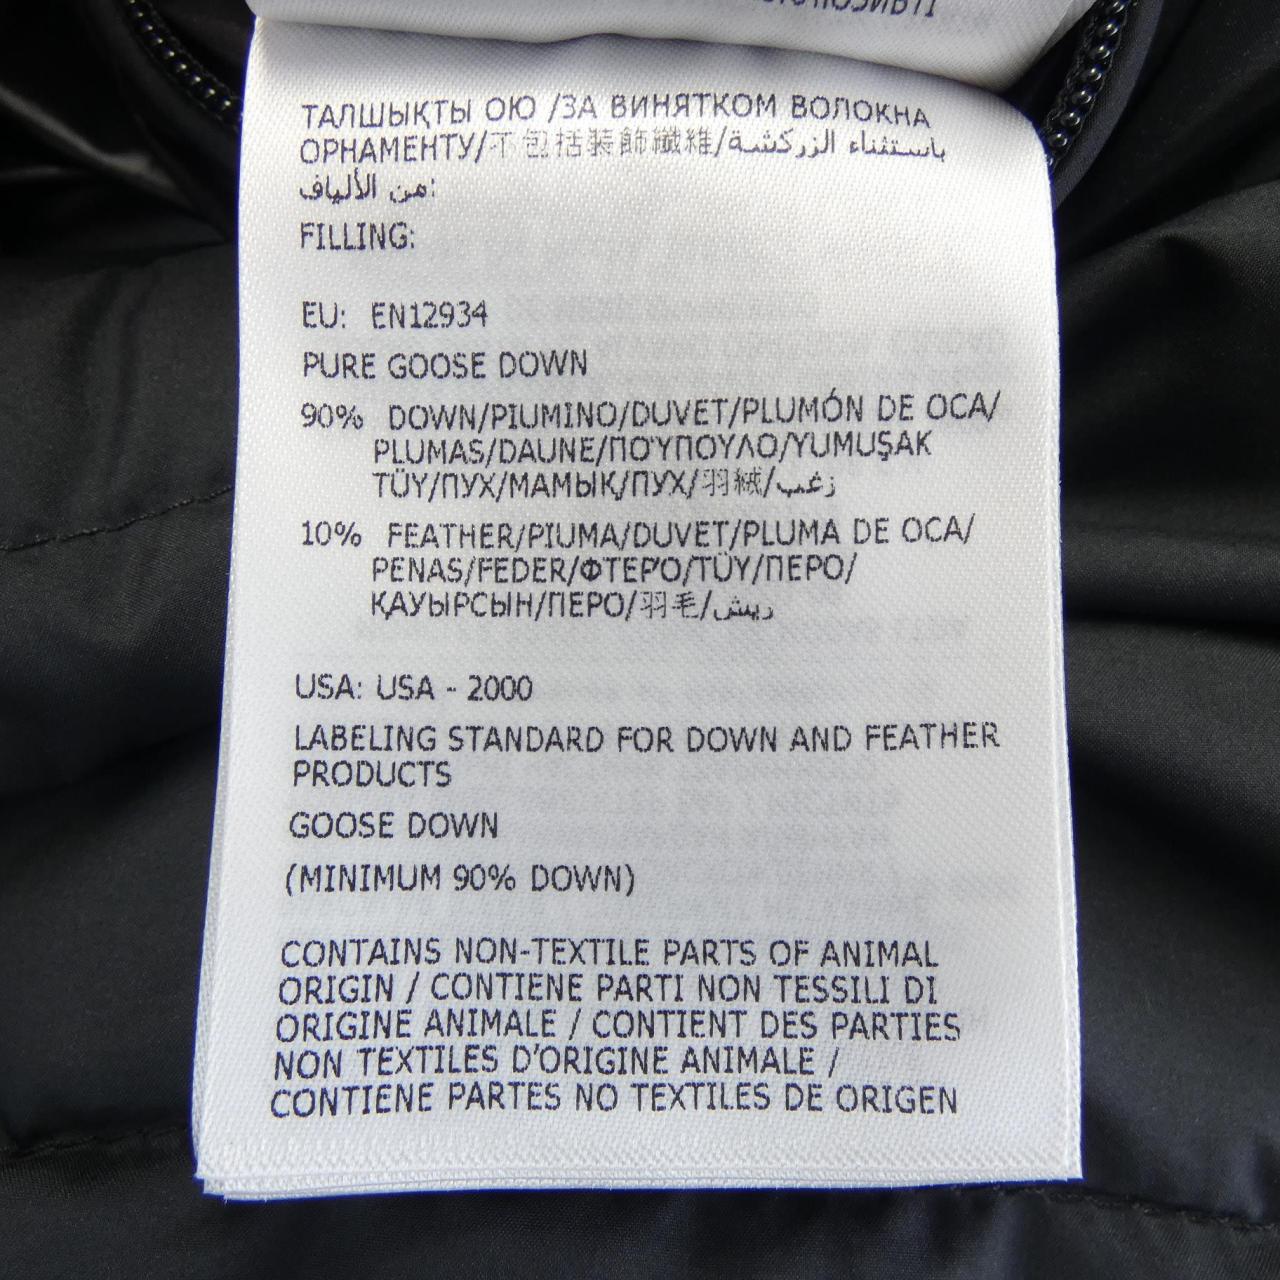 ТАЛШЫҚТЫ ОЮ /ЗА ВИНЯТКОМ ВОЛОКНА
ОРНАМЕНТУ/不包括裝飾纖維/باستثناء الزركشة
من الألياف:
FILLING:
EU: EN12934
PURE GOOSE DOWN
90% DOWN/PIUMINO/DUVET/PLUMÓN DE OCA/
PLUMAS/DAUNE/ΠΟΎΠΟΥΛΟ/YUMUŞAK
TÜY/ПУХ/МАМЫҚ/ПУХ/羽絨/زغب
10% FEATHER/PIUMA/DUVET/PLUMA DE OCA/
PENAS/FEDER/ΦΤΕΡΌ/TÜY/ПЕРО/
ҚАУЫРСЫН/ПЕРО/羽毛/ريش
USA: USA - 2000
LABELING STANDARD FOR DOWN AND FEATHER
PRODUCTS
GOOSE DOWN
(MINIMUM 90% DOWN)
CONTAINS NON-TEXTILE PARTS OF ANIMAL
ORIGIN / CONTIENE PARTI NON TESSILI DI
ORIGINE ANIMALE / CONTIENT DES PARTIES
NON TEXTILES D'ORIGINE ANIMALE /
CONTIENE PARTES NO TEXTILES DE ORIGEN